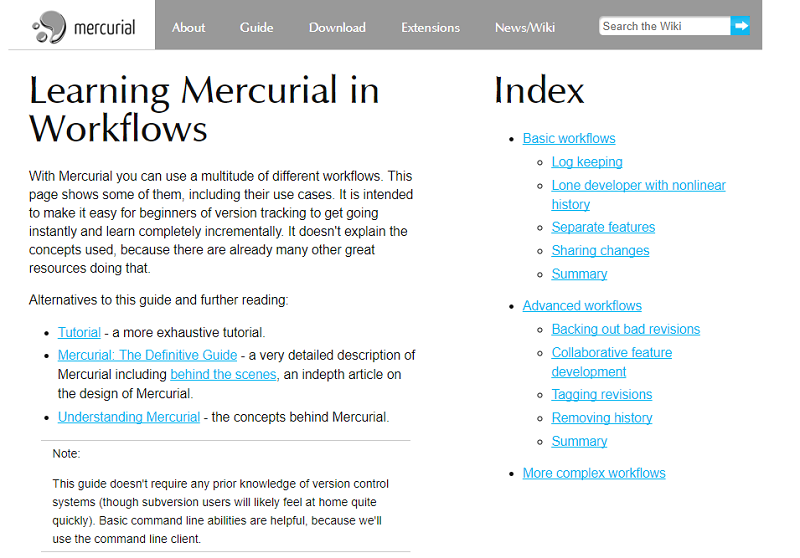 mercurial
About
Guide
Download
Extensions
News/Wiki
Search the Wiki
Learning Mercurial in
Workflows
With Mercurial you can use a multitude of different workflows. This
page shows some of them, including their use cases. It is intended
to make it easy for beginners of version tracking to get going
instantly and learn completely incrementally. It doesn't explain the
concepts used, because there are already many other great
resources doing that.
Alternatives to this guide and further reading:
Tutorial - a more exhaustive tutorial.
Mercurial: The Definitive Guide - a very detailed description of
Mercurial including behind the scenes, an indepth article on
the design of Mercurial.
Understanding Mercurial - the concepts behind Mercurial.
Note:
This guide doesn't require any prior knowledge of version control
systems (though subversion users will likely feel at home quite
quickly). Basic command line abilities are helpful, because we'll
use the command line client.
Index
Basic workflows
Log keeping
Lone developer with nonlinear
history
Separate features
Sharing changes
Summary
Advanced workflows
Backing out bad revisions
Collaborative feature
development
Tagging revisions
Removing history
Summary
More complex workflows